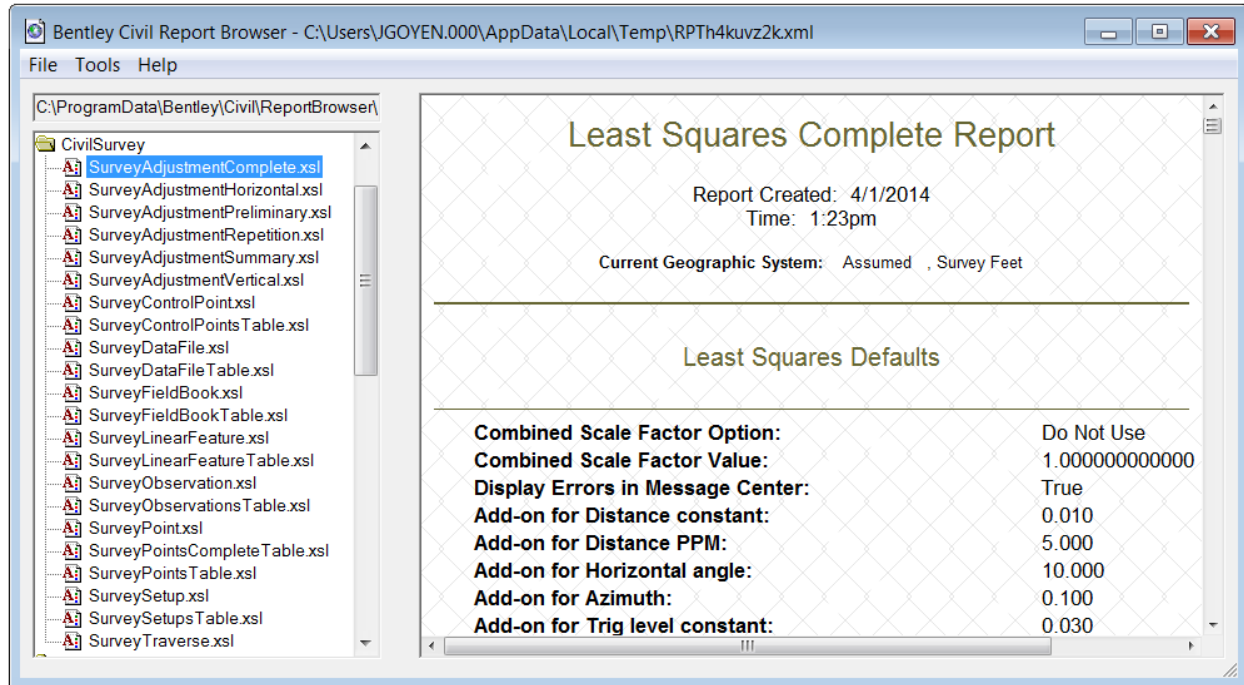 Bentley Civil Report Browser - C:\Users\JGOYEN.000\AppData\Local\Temp\RPTh4kuvz2k.xml
File Tools Help
C:\ProgramData\Bentley\Civil\ReportBrowser\
CivilSurvey
SurveyAdjustmentComplete.xsl
SurveyAdjustmentHorizontal.xsl
SurveyAdjustmentPreliminary.xsl
SurveyAdjustmentRepetition.xsl
SurveyAdjustmentSummary.xsl
SurveyAdjustmentVertical.xsl
SurveyControlPoint.xsl
SurveyControlPointsTable.xsl
SurveyDataFile.xsl
SurveyDataFileTable.xsl
SurveyFieldBook.xsl
SurveyFieldBookTable.xsl
SurveyLinearFeature.xsl
SurveyLinearFeatureTable.xsl
SurveyObservation.xsl
SurveyObservationsTable.xsl
SurveyPoint.xsl
SurveyPointsCompleteTable.xsl
SurveyPointsTable.xsl
SurveySetup.xsl
SurveySetupsTable.xsl
SurveyTraverse.xsl
Least Squares Complete Report
Report Created: 4/1/2014
Time: 1:23pm
Current Geographic System: Assumed , Survey Feet
Least Squares Defaults
Combined Scale Factor Option: Do Not Use
Combined Scale Factor Value: 1.000000000000
Display Errors in Message Center: True
Add-on for Distance constant: 0.010
Add-on for Distance PPM: 5.000
Add-on for Horizontal angle: 10.000
Add-on for Azimuth: 0.100
Add-on for Trig level constant: 0.030